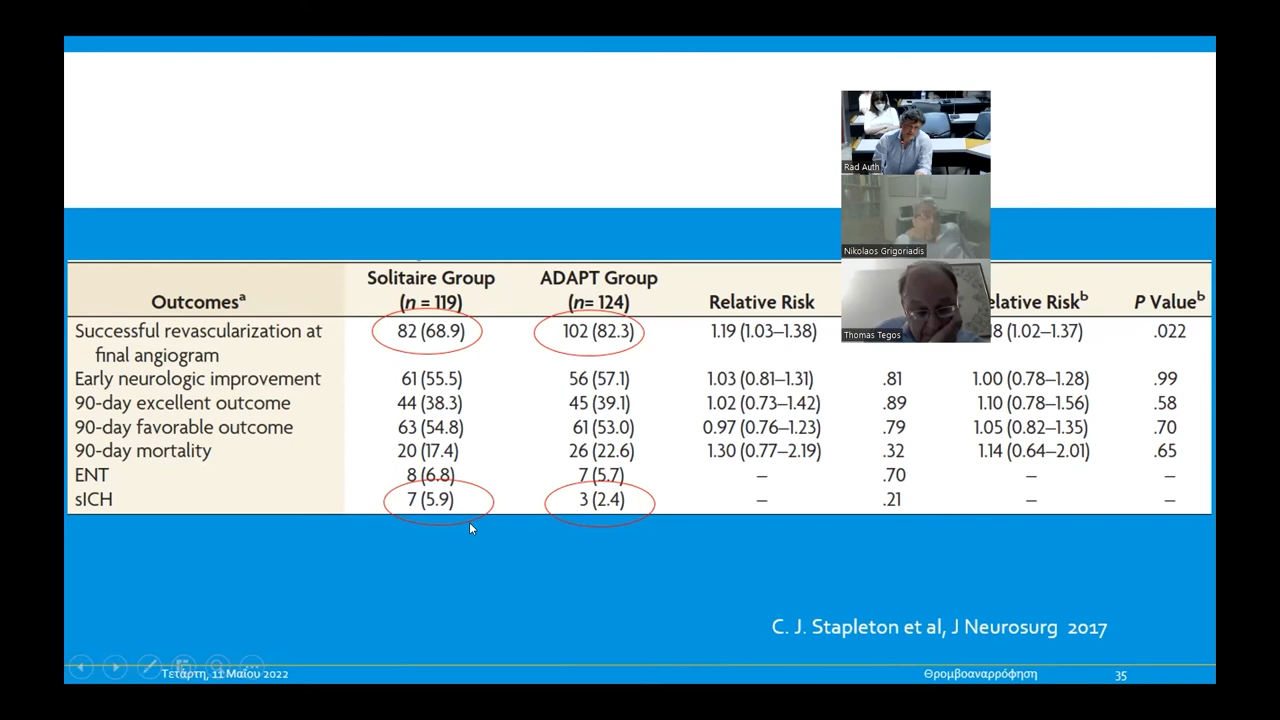 Rad Auth
Nikolaos Grigoriadis
Thomas Tegos
Solitaire Group ADAPT Group
Outcomesᵃ (n = 119) (n= 124) Relative Risk elative Riskᵇ P Valueᵇ
Successful revascularization at 82 (68.9) 102 (82.3) 1.19 (1.03–1.38) 8 (1.02–1.37) .022
final angiogram
Early neurologic improvement 61 (55.5) 56 (57.1) 1.03 (0.81–1.31) .81 1.00 (0.78–1.28) .99
90-day excellent outcome 44 (38.3) 45 (39.1) 1.02 (0.73–1.42) .89 1.10 (0.78–1.56) .58
90-day favorable outcome 63 (54.8) 61 (53.0) 0.97 (0.76–1.23) .79 1.05 (0.82–1.35) .70
90-day mortality 20 (17.4) 26 (22.6) 1.30 (0.77–2.19) .32 1.14 (0.64–2.01) .65
ENT 8 (6.8) 7 (5.7) – .70 – –
sICH 7 (5.9) 3 (2.4) – .21 – –
C. J. Stapleton et al, J Neurosurg 2017
Τετάρτη, 11 Μαΐου 2022 Θρομβοαναρρόφηση 35